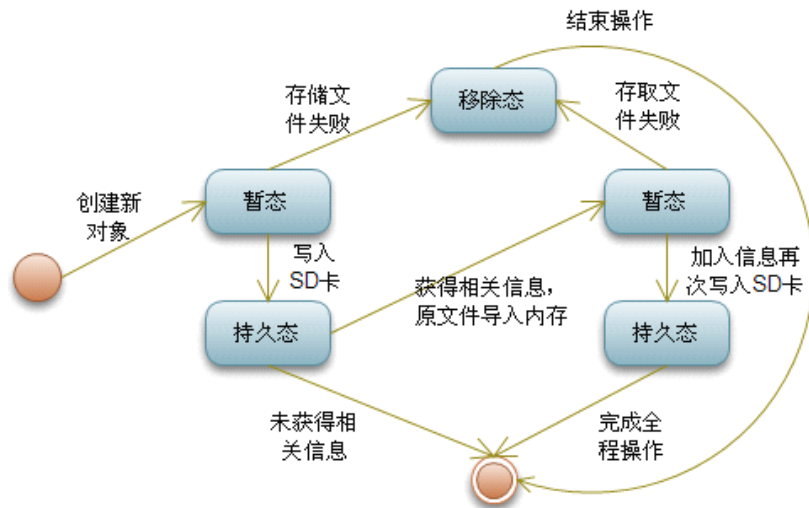 结束操作
存储文
件失败
移除态
存取文
件失败
创建新
对象
暂态
暂态
写入
SD卡
获得相关信息，
原文件导入内存
加入信息再
次写入SD卡
持久态
持久态
未获得相
关信息
完成全
程操作